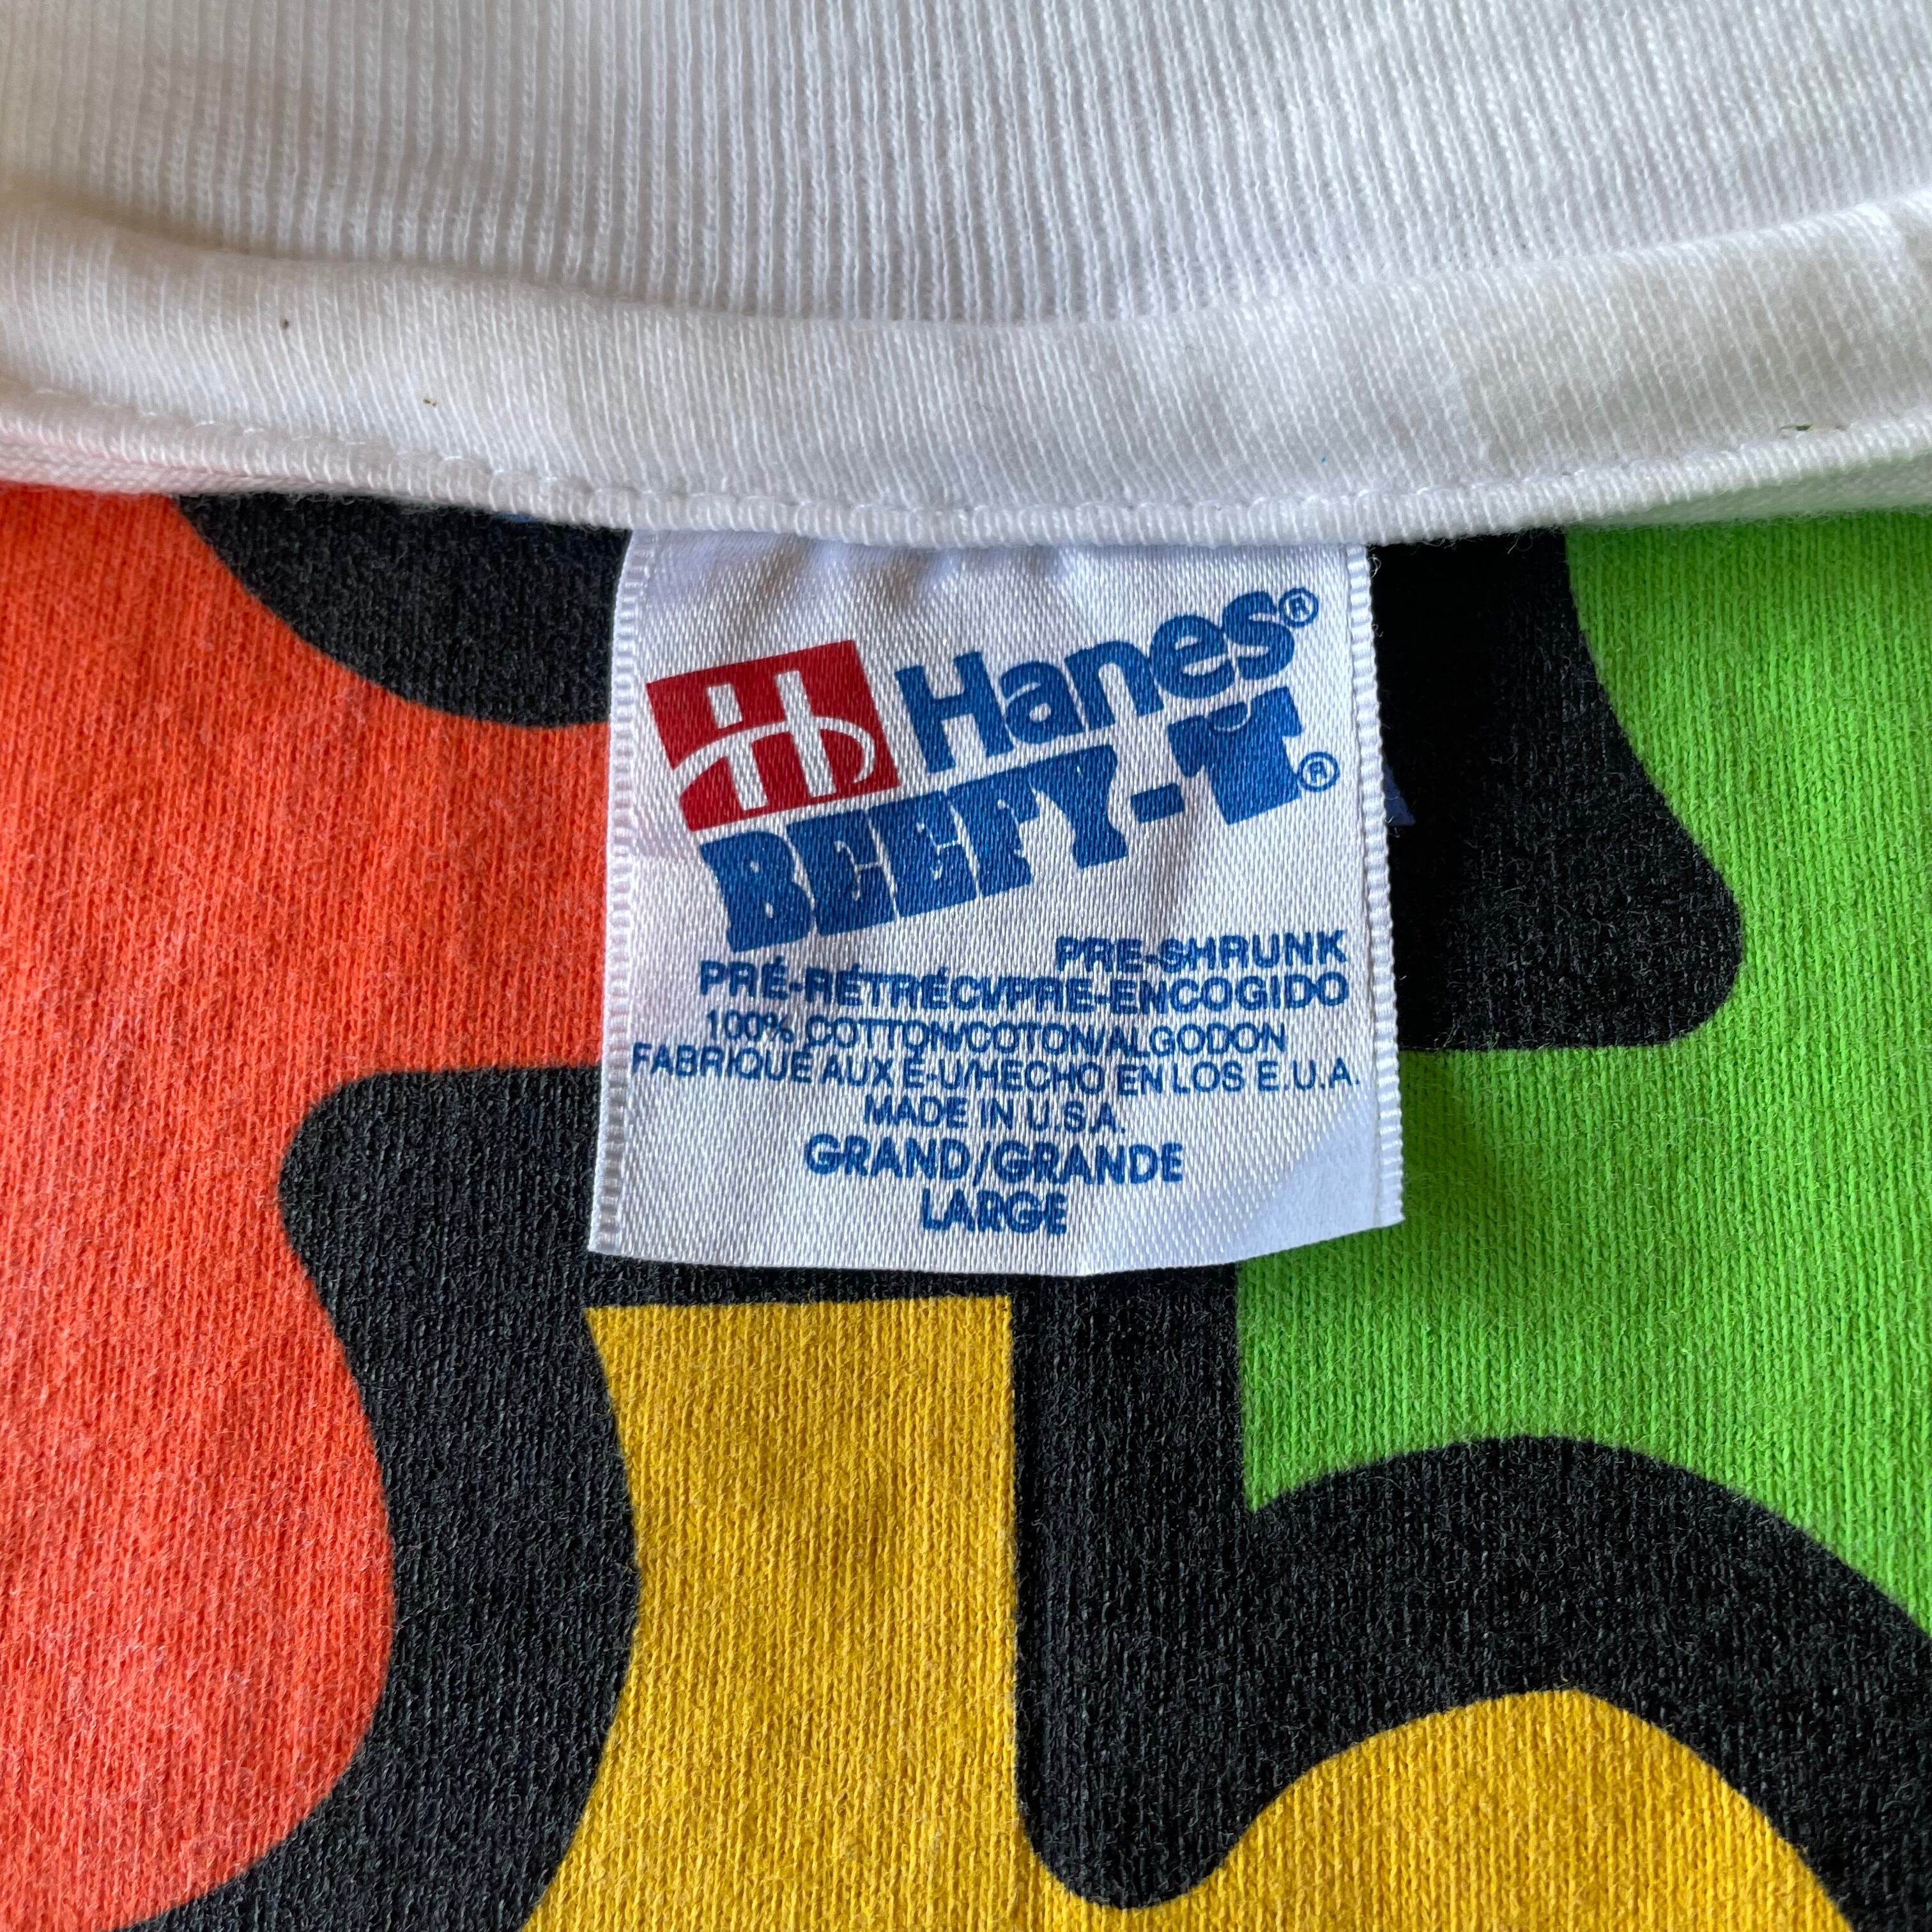 Hanes®
BEEFY-T®
PRE-SHRUNK
PRÉ-RÉTRÉCI/PRE-ENCOGIDO
100% COTTON/COTON/ALGODON
FABRIQUÉ AUX E-U/HECHO EN LOS E.U.A.
MADE IN U.S.A.
GRAND/GRANDE
LARGE